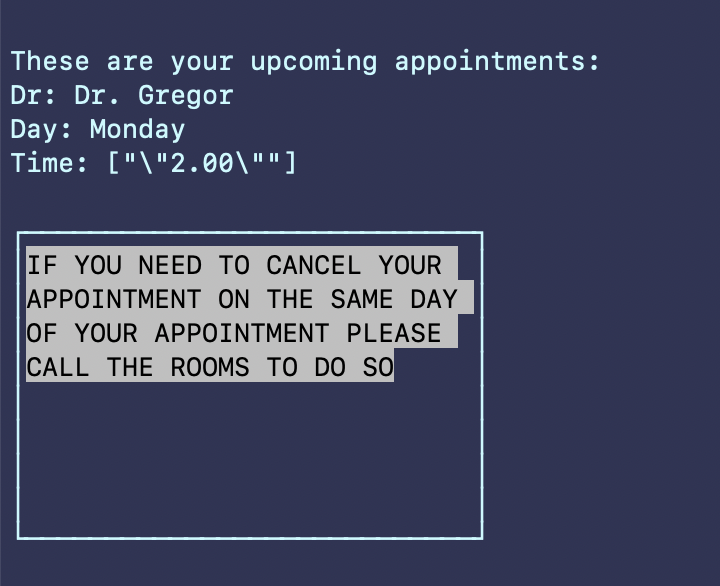 These are your upcoming appointments:
Dr: Dr. Gregor
Day: Monday
Time: ["\"2.00\""]
IF YOU NEED TO CANCEL YOUR
APPOINTMENT ON THE SAME DAY
OF YOUR APPOINTMENT PLEASE
CALL THE ROOMS TO DO SO